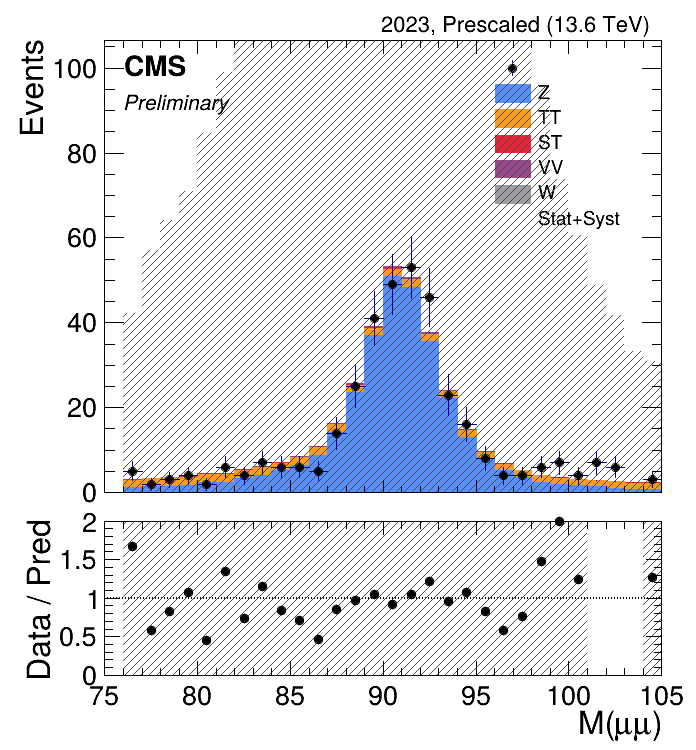 2023, Prescaled (13.6 TeV)
CMS
Preliminary
Events
100
80
60
40
20
0
Z
TT
ST
VV
W
Stat+Syst
Data / Pred
2
1.5
1
0.5
0
75 80 85 90 95 100 105
M(μμ)